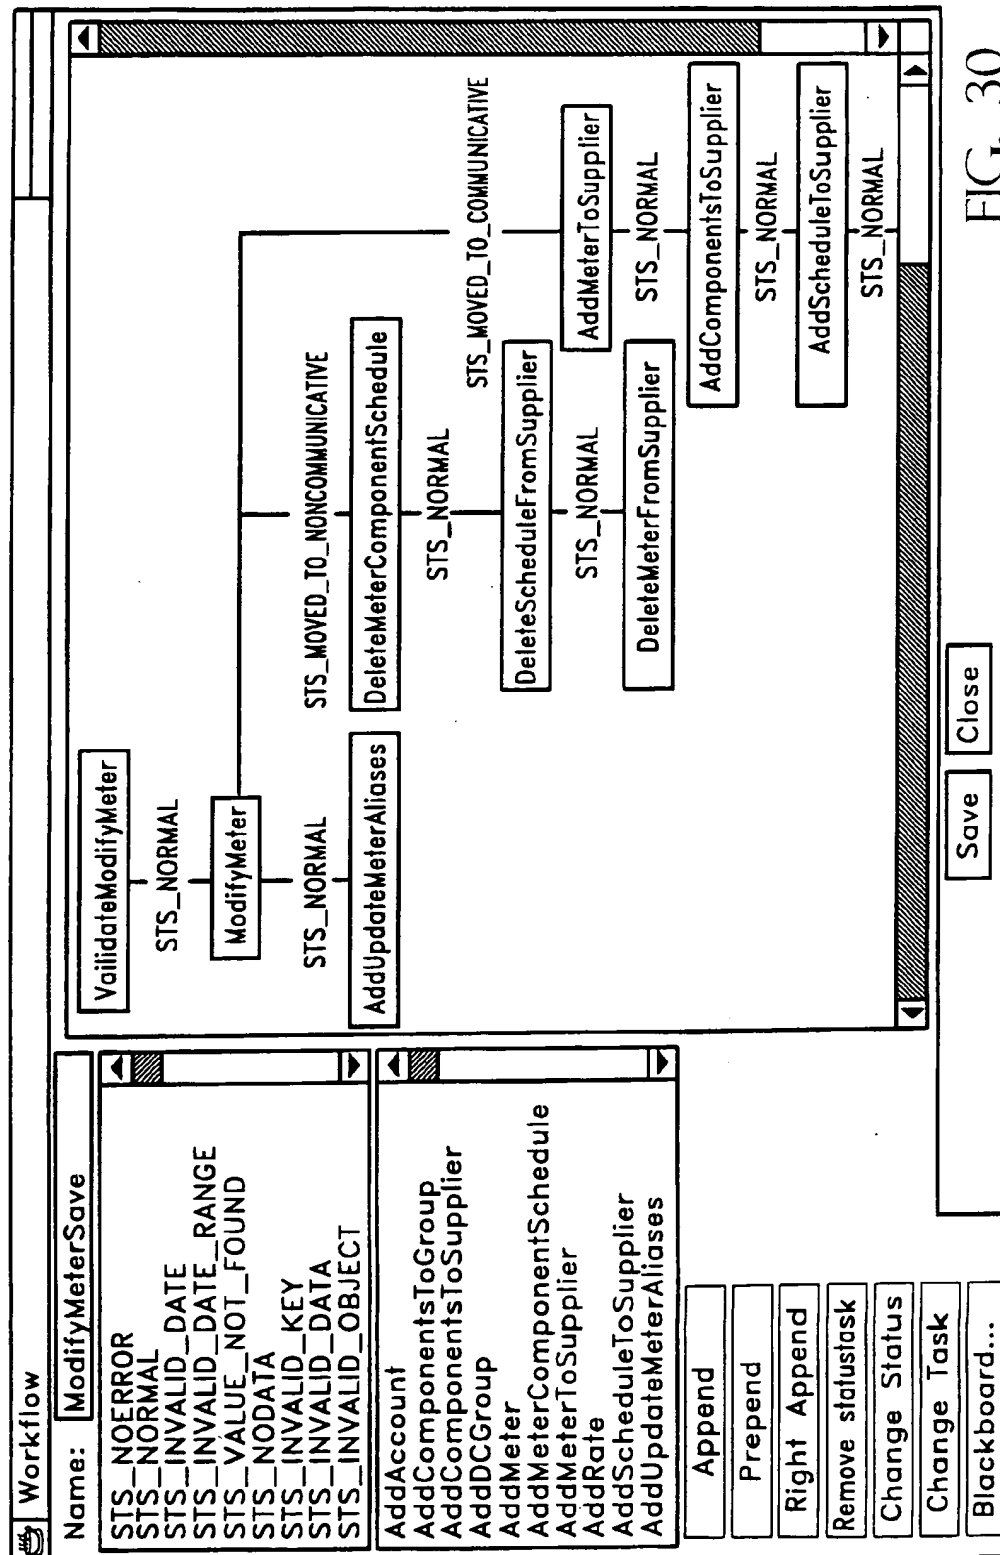 Workflow
Name: ModifyMeterSave
STS_NOERROR
STS_NORMAL
STS_INVALID_DATE
STS_INVALID_DATE_RANGE
STS_VALUE_NOT_FOUND
STS_NODATA
STS_INVALID_KEY
STS_INVALID_DATA
STS_INVALID_OBJECT
AddAccount
AddComponentsToGroup
AddComponentsToSupplier
AddDCGroup
AddMeter
AddMeterComponentSchedule
AddMeterToSupplier
AddRate
AddScheduleToSupplier
AddUpdateMeterAliases
Append
Prepend
Right Append
Remove statustask
Change Status
Change Task
Blackboard...
VailidateModifyMeter
STS_NORMAL
ModifyMeter
STS_NORMAL
AddUpdateMeterAliases
STS_MOVED_TO_NONCOMMUNICATIVE
DeleteMeterComponentSchedule
STS_NORMAL
DeleteScheduleFromSupplier
STS_NORMAL
DeleteMeterFromSupplier
STS_MOVED_TO_COMMUNICATIVE
AddMeterToSupplier
STS_NORMAL
AddComponentsToSupplier
STS_NORMAL
AddScheduleToSupplier
STS_NORMAL
Save
Close
FIG. 30